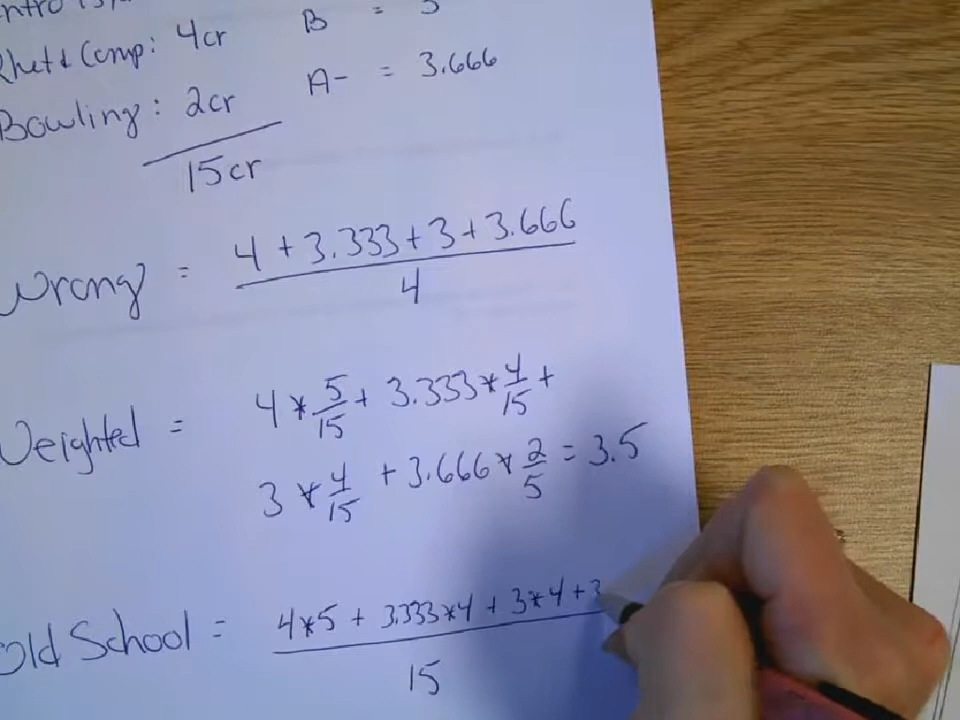 B = 3
Comp: 4cr A- = 3.666
Bowling: 2cr
15cr
Wrong = 4 + 3.333 + 3 + 3.666
4
Weighted = 4 * 5/15 + 3.333 * 4/15 +
3 * 4/15 + 3.666 * 2/5 = 3.5
Old School = 4*5 + 3.333*4 + 3*4 + 3
15